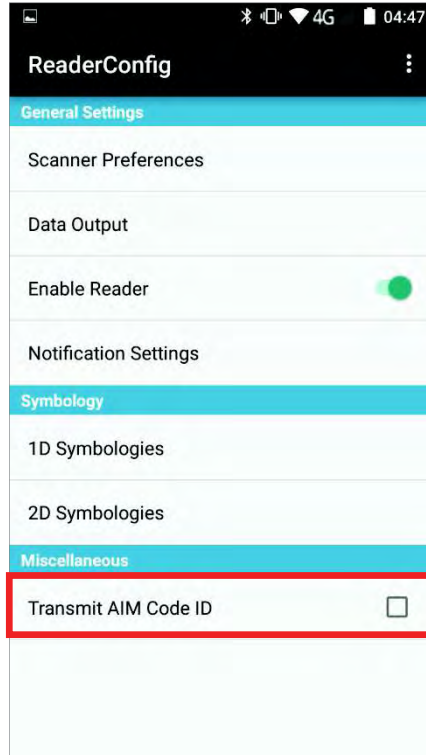 4G 04:47
ReaderConfig
General Settings
Scanner Preferences
Data Output
Enable Reader
Notification Settings
Symbology
1D Symbologies
2D Symbologies
Miscellaneous
Transmit AIM Code ID